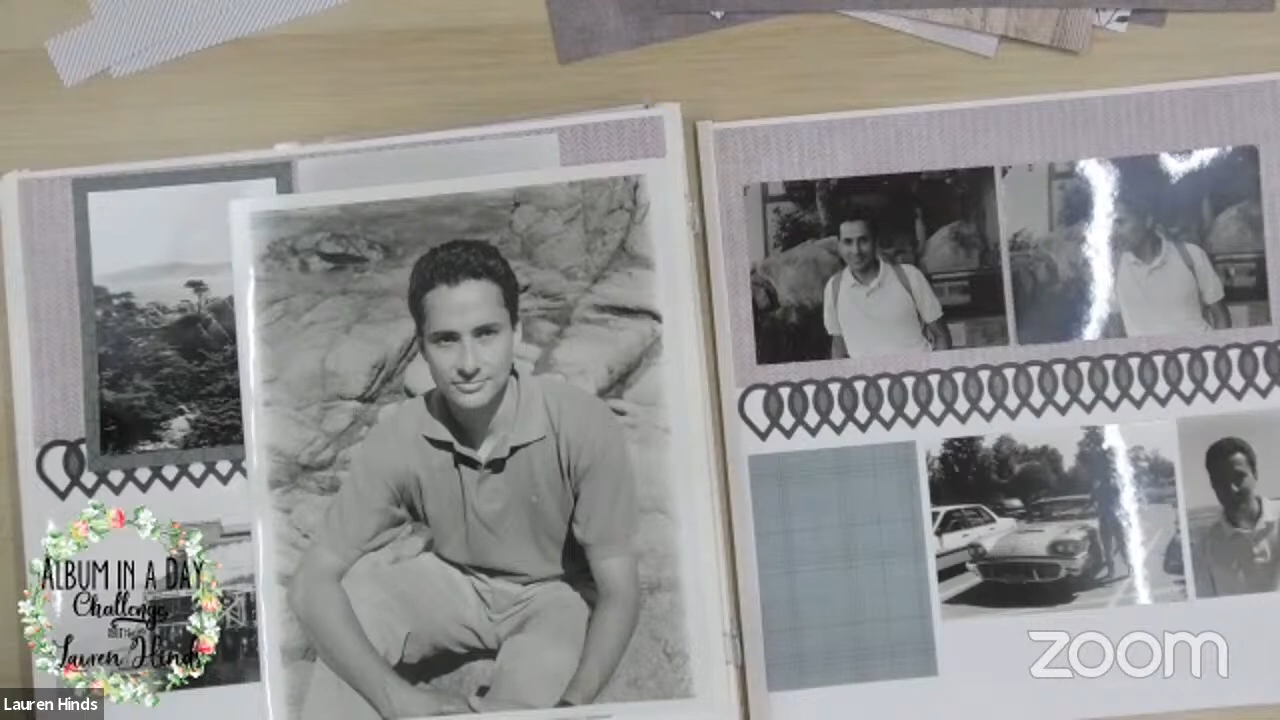 ALBUM IN A DAY
Challenge
WITH
Lauren Hinds
Lauren Hinds
zoom